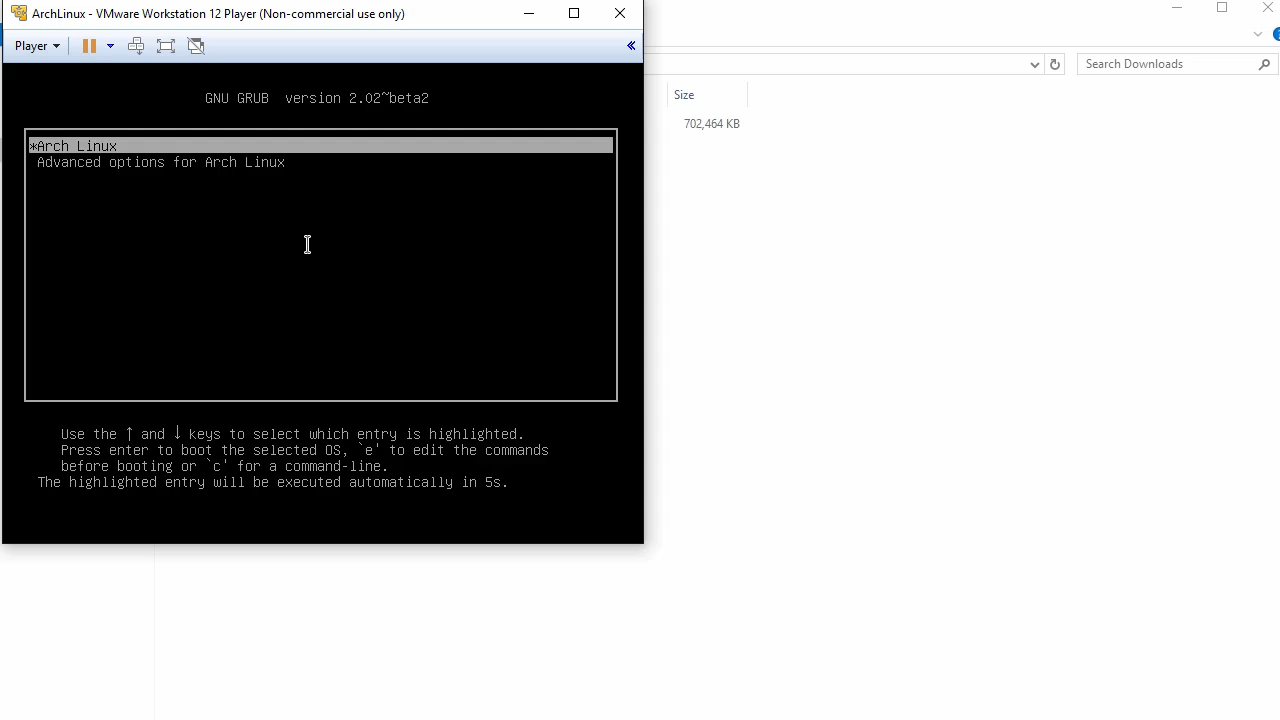 ArchLinux - VMware Workstation 12 Player (Non-commercial use only)
Player
Search Downloads
Size
702,464 KB
GNU GRUB  version 2.02~beta2
*Arch Linux
Advanced options for Arch Linux
Use the ↑ and ↓ keys to select which entry is highlighted.
Press enter to boot the selected OS, `e' to edit the commands
before booting or `c' for a command-line.
The highlighted entry will be executed automatically in 5s.